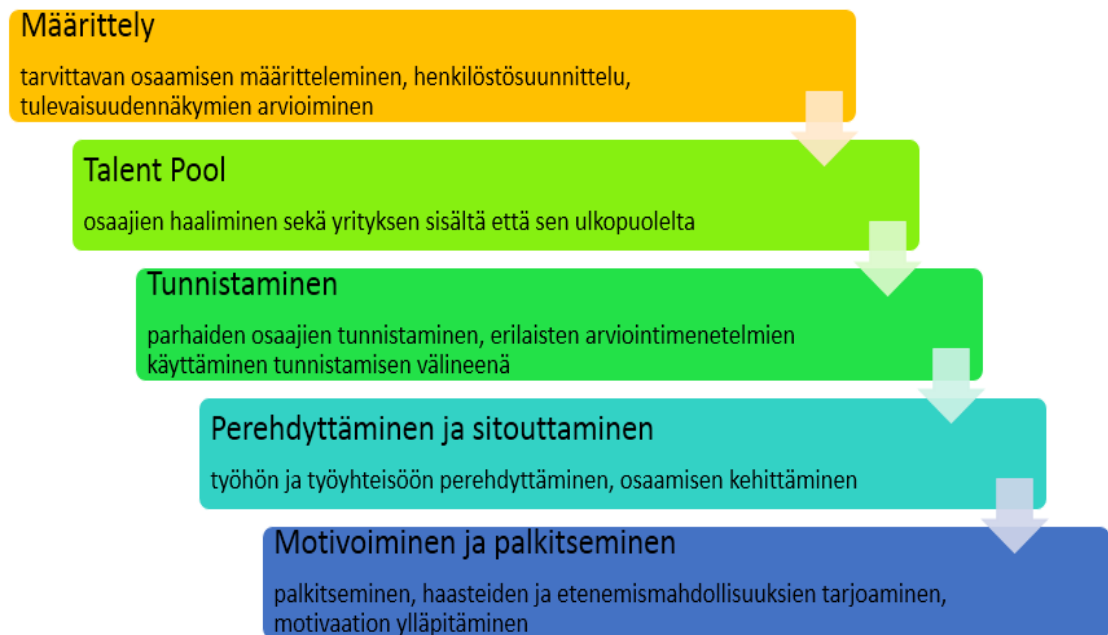 Määrittely
tarvittavan osaamisen määritteleminen, henkilöstösuunnittelu,
tulevaisuudennäkymien arvioiminen
Talent Pool
osaajien haaliminen sekä yrityksen sisältä että sen ulkopuolelta
Tunnistaminen
parhaiden osaajien tunnistaminen, erilaisten arviointimenetelmien
käyttäminen tunnistamisen välineenä
Perehdyttäminen ja sitouttaminen
työhön ja työyhteisöön perehdyttäminen, osaamisen kehittäminen
Motivoiminen ja palkitseminen
palkitseminen, haasteiden ja etenemismahdollisuuksien tarjoaminen,
motivaation ylläpitäminen